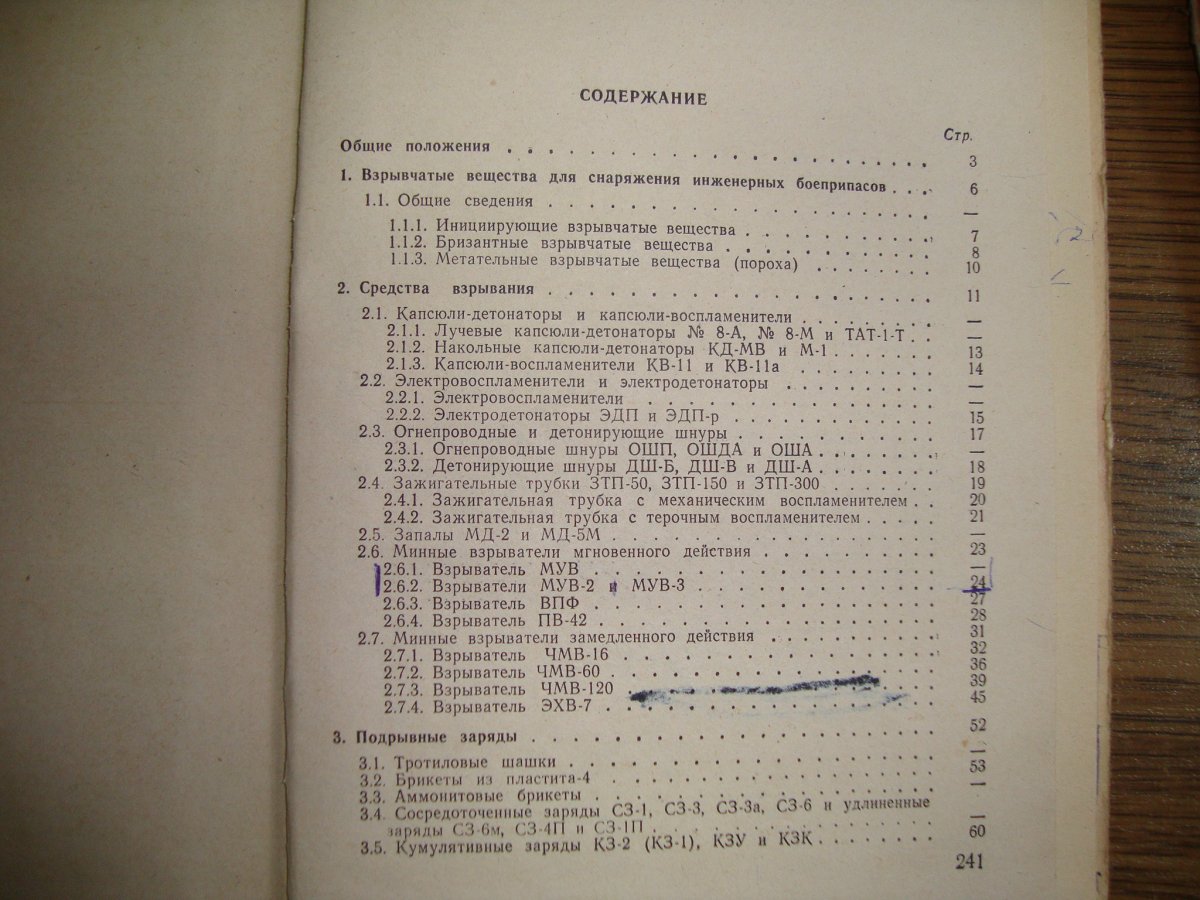 СОДЕРЖАНИЕ
Стр.
Общие положения . . . . . . . . . . . . . . . . . . . . 3
1. Взрывчатые вещества для снаряжения инженерных боеприпасов . . . 6
1.1. Общие сведения . . . . . . . . . . . . . . . . . . —
1.1.1. Инициирующие взрывчатые вещества . . . . . . . . . 7
1.1.2. Бризантные взрывчатые вещества . . . . . . . . . . 8
1.1.3. Метательные взрывчатые вещества (пороха) . . . . . . 10
2. Средства взрывания . . . . . . . . . . . . . . . . . . 11
2.1. Капсюли-детонаторы и капсюли-воспламенители . . . . . . . —
2.1.1. Лучевые капсюли-детонаторы № 8-А, № 8-М и ТАТ-1-Т . . —
2.1.2. Накольные капсюли-детонаторы КД-МВ и М-1 . . . . . . 13
2.1.3. Капсюли-воспламенители КВ-11 и КВ-11а . . . . . . . 14
2.2. Электровоспламенители и электродетонаторы . . . . . . . . —
2.2.1. Электровоспламенители . . . . . . . . . . . . . . —
2.2.2. Электродетонаторы ЭДП и ЭДП-р . . . . . . . . . . 15
2.3. Огнепроводные и детонирующие шнуры . . . . . . . . . . 17
2.3.1. Огнепроводные шнуры ОШП, ОШДА и ОША . . . . . . . —
2.3.2. Детонирующие шнуры ДШ-Б, ДШ-В и ДШ-А . . . . . . . 18
2.4. Зажигательные трубки ЗТП-50, ЗТП-150 и ЗТП-300 . . . . . . 19
2.4.1. Зажигательная трубка с механическим воспламенителем . . 20
2.4.2. Зажигательная трубка с терочным воспламенителем . . . . . 21
2.5. Запалы МД-2 и МД-5М . . . . . . . . . . . . . . . . —
2.6. Минные взрыватели мгновенного действия . . . . . . . . . 23
2.6.1. Взрыватель МУВ . . . . . . . . . . . . . . . . . —
2.6.2. Взрыватели МУВ-2 и МУВ-3 . . . . . . . . . . . . 24
2.6.3. Взрыватель ВПФ . . . . . . . . . . . . . . . . . 27
2.6.4. Взрыватель ПВ-42 . . . . . . . . . . . . . . . . 28
2.7. Минные взрыватели замедленного действия . . . . . . . . . 31
2.7.1. Взрыватель ЧМВ-16 . . . . . . . . . . . . . . . 32
2.7.2. Взрыватель ЧМВ-60 . . . . . . . . . . . . . . . 36
2.7.3. Взрыватель ЧМВ-120 . . . . . . . . . . . . . . . 39
2.7.4. Взрыватель ЭХВ-7 . . . . . . . . . . . . . . . . 45
3. Подрывные заряды . . . . . . . . . . . . . . . . . . . 52
3.1. Тротиловые шашки . . . . . . . . . . . . . . . . . . —
3.2. Брикеты из пластита-4 . . . . . . . . . . . . . . . . 53
3.3. Аммонитовые брикеты . . . . . . . . . . . . . . . . . —
3.4. Сосредоточенные заряды СЗ-1, СЗ-3, СЗ-3а, СЗ-6 и удлиненные
заряды СЗ-6м, СЗ-4П и СЗ-1П . . . . . . . . . . . . . . —
3.5. Кумулятивные заряды КЗ-2 (КЗ-1), КЗУ и КЗК . . . . . . . 60
241